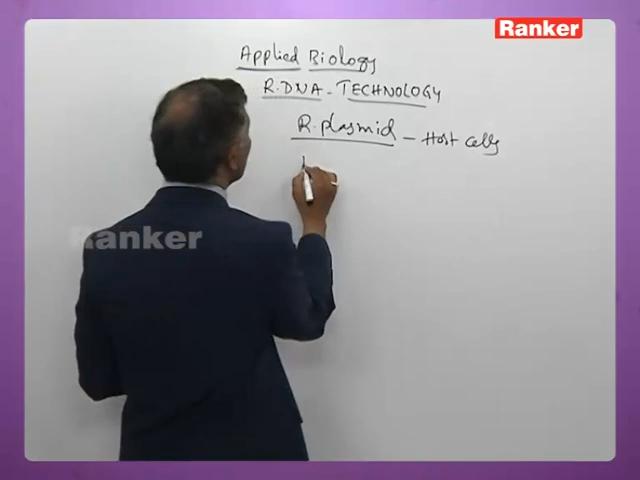 Ranker
Applied Biology
R.DNA - TECHNOLOGY
R.plasmid - Host cells
Ranker